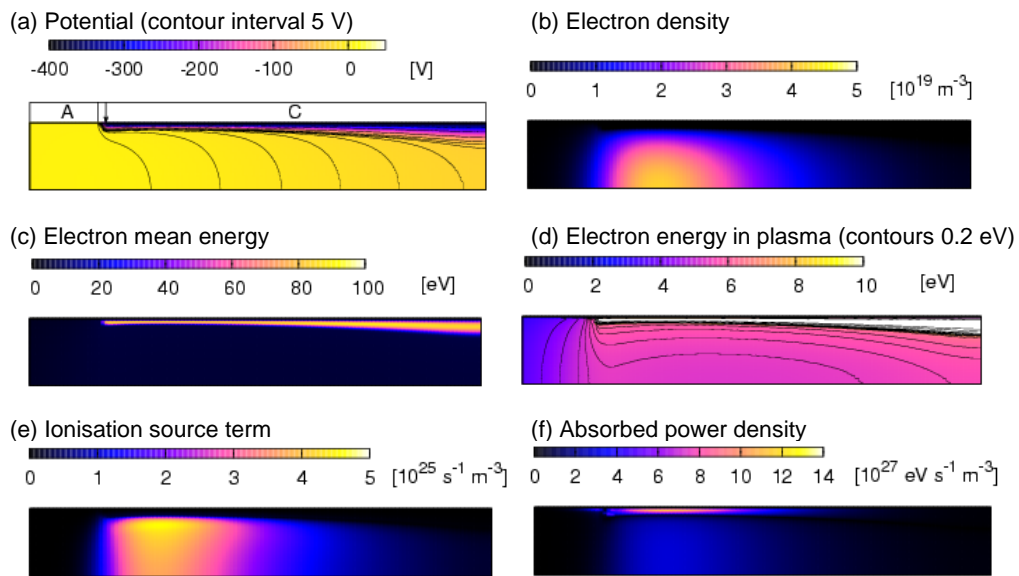 (a) Potential (contour interval 5 V)
-400 -300 -200 -100 0 [V]
A C
(b) Electron density
0 1 2 3 4 5 [10^19 m^-3]
(c) Electron mean energy
0 20 40 60 80 100 [eV]
(d) Electron energy in plasma (contours 0.2 eV)
0 2 4 6 8 10 [eV]
(e) Ionisation source term
0 1 2 3 4 5 [10^25 s^-1 m^-3]
(f) Absorbed power density
0 2 4 6 8 10 12 14 [10^27 eV s^-1 m^-3]